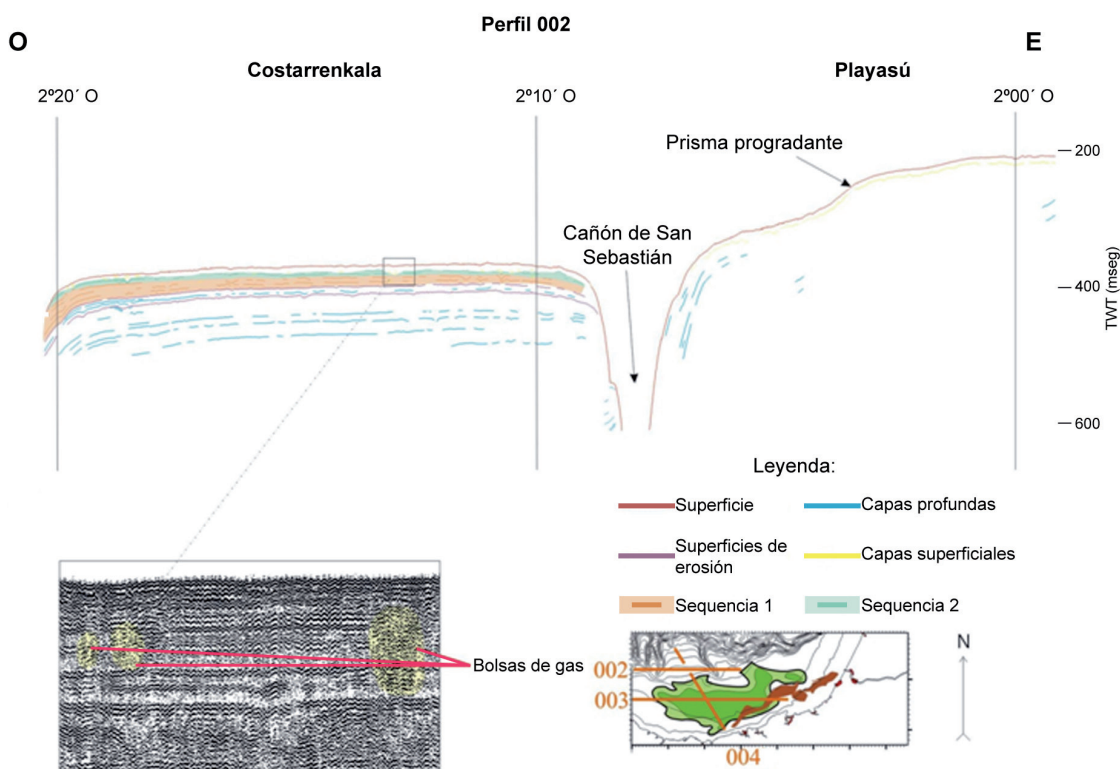 Perfil 002
O
E
Costarrenkala
Playasú
2º20´ O
2º10´ O
2º00´ O
Prisma progradante
200
Cañón de San
Sebastián
400
TWT (mseg)
600
Leyenda:
Superficie
Capas profundas
Superficies de
erosión
Capas superficiales
Sequencia 1
Sequencia 2
Bolsas de gas
002
003
004
N